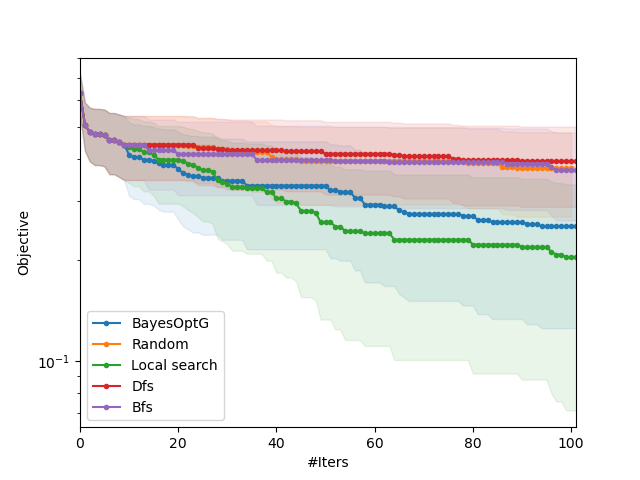 Objective
10⁻¹
BayesOptG
Random
Local search
Dfs
Bfs
0 20 40 60 80 100
#Iters